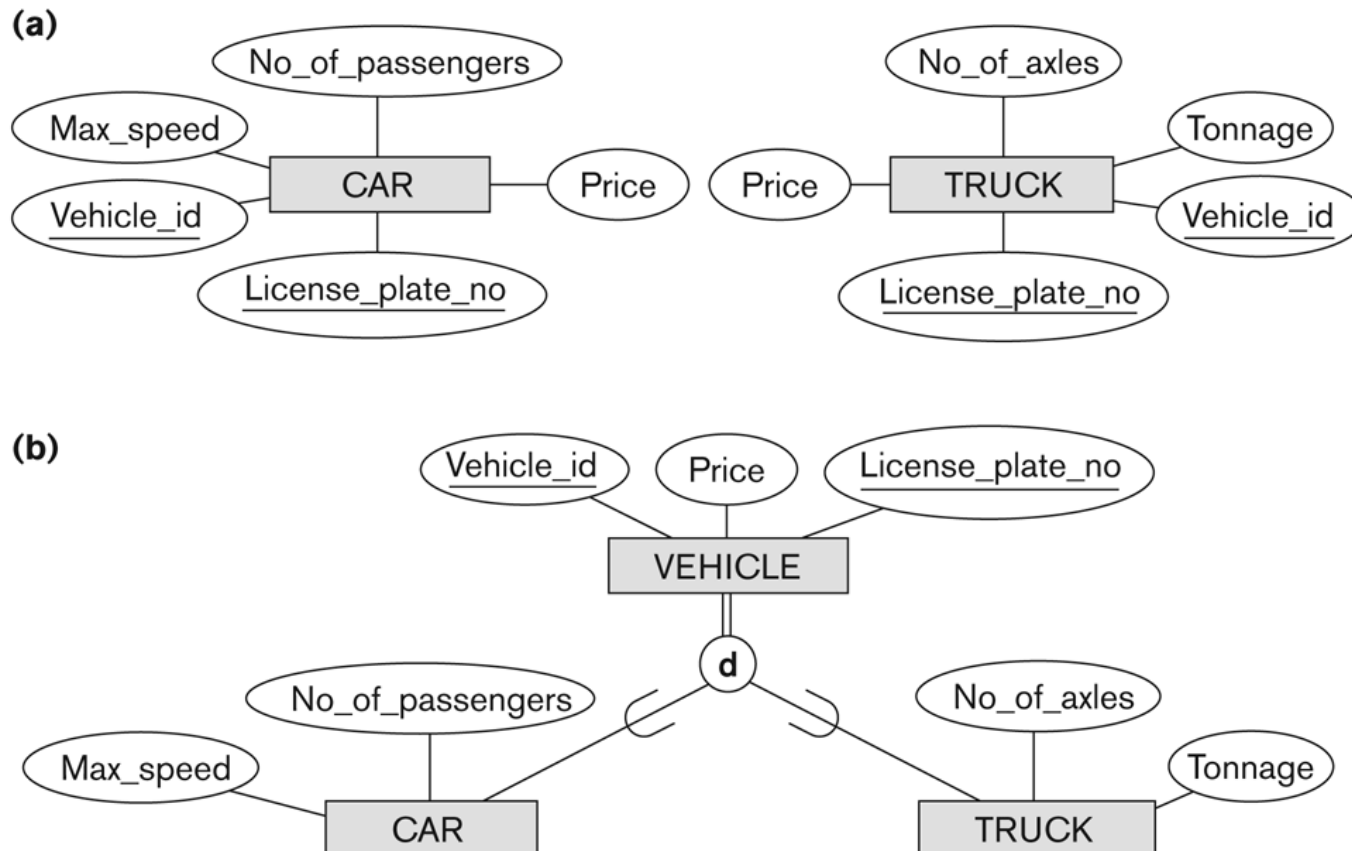 (a)
No_of_passengers
No_of_axles
Max_speed
Tonnage
CAR
Price
Price
TRUCK
Vehicle_id
Vehicle_id
License_plate_no
License_plate_no
(b)
Vehicle_id
Price
License_plate_no
VEHICLE
d
No_of_passengers
No_of_axles
Max_speed
Tonnage
CAR
TRUCK